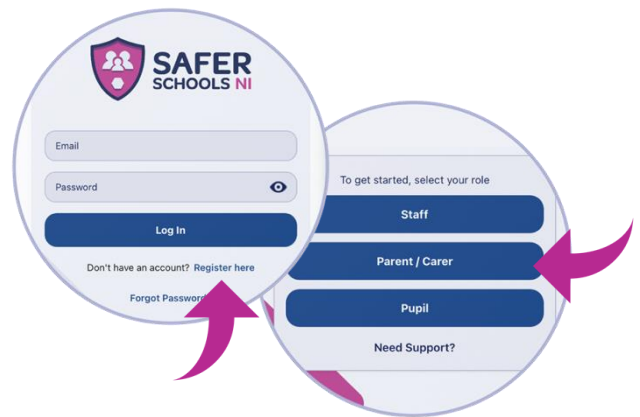 SAFER
SCHOOLS NI
Email
Password
Log In
Don't have an account? Register here
Forgot Password
To get started, select your role
Staff
Parent / Carer
Pupil
Need Support?